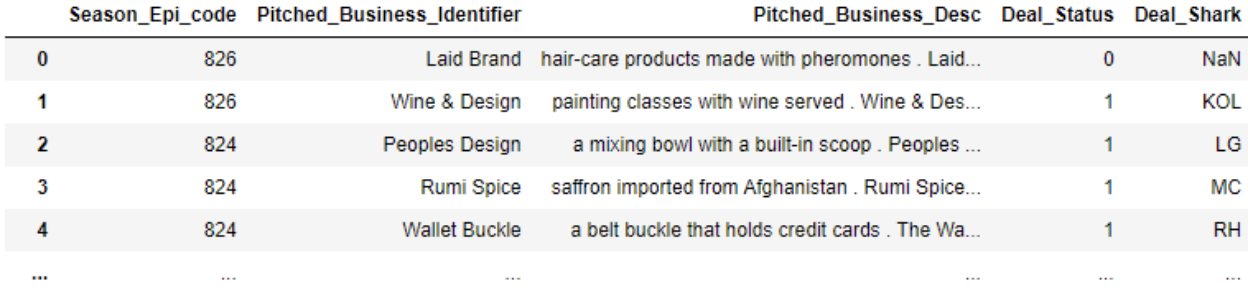 Season_Epi_code Pitched_Business_Identifier Pitched_Business_Desc Deal_Status Deal_Shark
0 826 Laid Brand hair-care products made with pheromones . Laid... 0 NaN
1 826 Wine & Design painting classes with wine served . Wine & Des... 1 KOL
2 824 Peoples Design a mixing bowl with a built-in scoop . Peoples ... 1 LG
3 824 Rumi Spice saffron imported from Afghanistan . Rumi Spice... 1 MC
4 824 Wallet Buckle a belt buckle that holds credit cards . The Wa... 1 RH
... ... ... ... ... ...